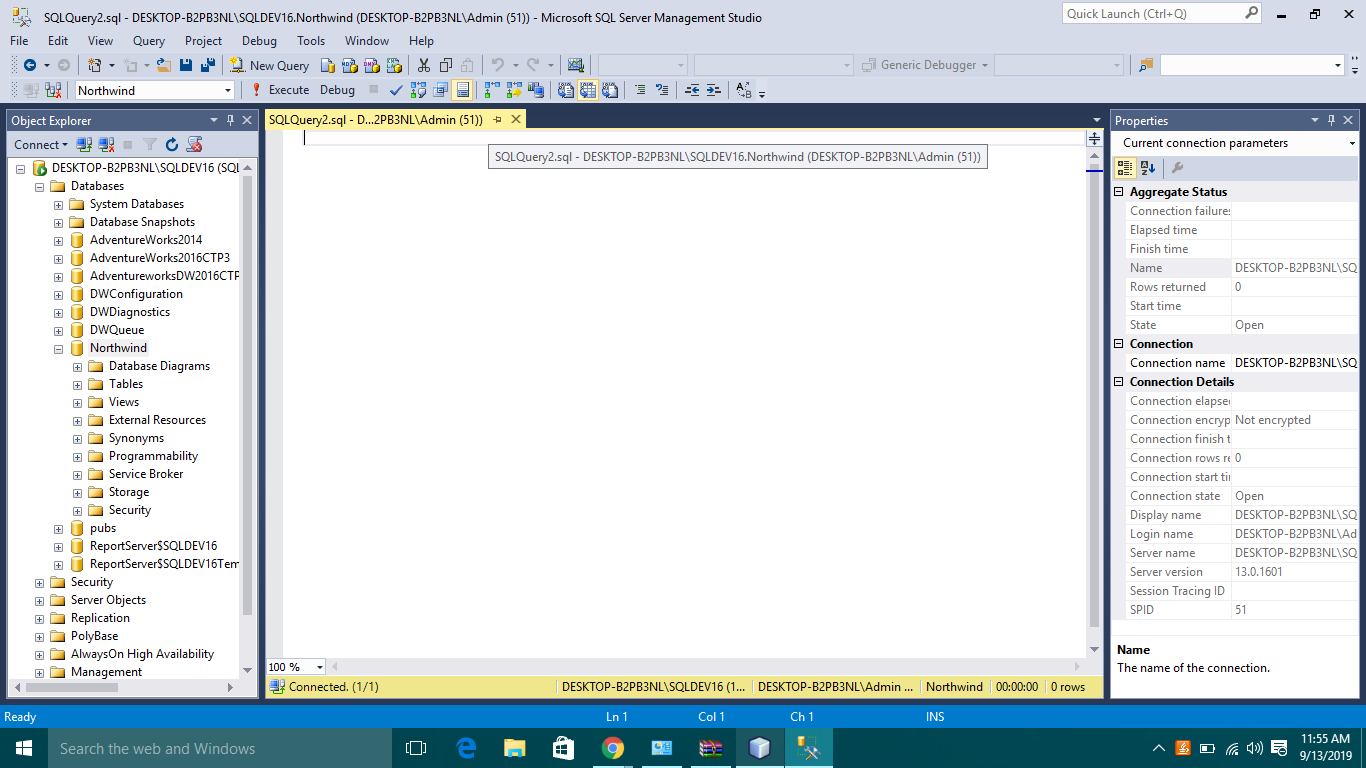 SQLQuery2.sql - DESKTOP-B2PB3NL\SQLDEV16.Northwind (DESKTOP-B2PB3NL\Admin (51)) - Microsoft SQL Server Management Studio
Quick Launch (Ctrl+Q)
File Edit View Query Project Debug Tools Window Help
New Query
Generic Debugger
Northwind
Execute Debug
Object Explorer
Connect
DESKTOP-B2PB3NL\SQLDEV16 (SQL
Databases
System Databases
Database Snapshots
AdventureWorks2014
AdventureWorks2016CTP3
AdventureworksDW2016CTP
DWConfiguration
DWDiagnostics
DWQueue
Northwind
Database Diagrams
Tables
Views
External Resources
Synonyms
Programmability
Service Broker
Storage
Security
pubs
ReportServer$SQLDEV16
ReportServer$SQLDEV16Tem
Security
Server Objects
Replication
PolyBase
AlwaysOn High Availability
Management
SQLQuery2.sql - D...2PB3NL\Admin (51))
SQLQuery2.sql - DESKTOP-B2PB3NL\SQLDEV16.Northwind (DESKTOP-B2PB3NL\Admin (51))
100 %
Connected. (1/1)
DESKTOP-B2PB3NL\SQLDEV16 (1... DESKTOP-B2PB3NL\Admin ... Northwind 00:00:00 0 rows
Properties
Current connection parameters
Aggregate Status
Connection failures
Elapsed time
Finish time
Name DESKTOP-B2PB3NL\SQ
Rows returned 0
Start time
State Open
Connection
Connection name DESKTOP-B2PB3NL\SQ
Connection Details
Connection elapsed
Connection encryp Not encrypted
Connection finish t
Connection rows re 0
Connection start tii
Connection state Open
Display name DESKTOP-B2PB3NL\SQ
Login name DESKTOP-B2PB3NL\Ad
Server name DESKTOP-B2PB3NL\SQ
Server version 13.0.1601
Session Tracing ID
SPID 51
Name
The name of the connection.
Ready Ln 1 Col 1 Ch 1 INS
Search the web and Windows
11:55 AM
9/13/2019